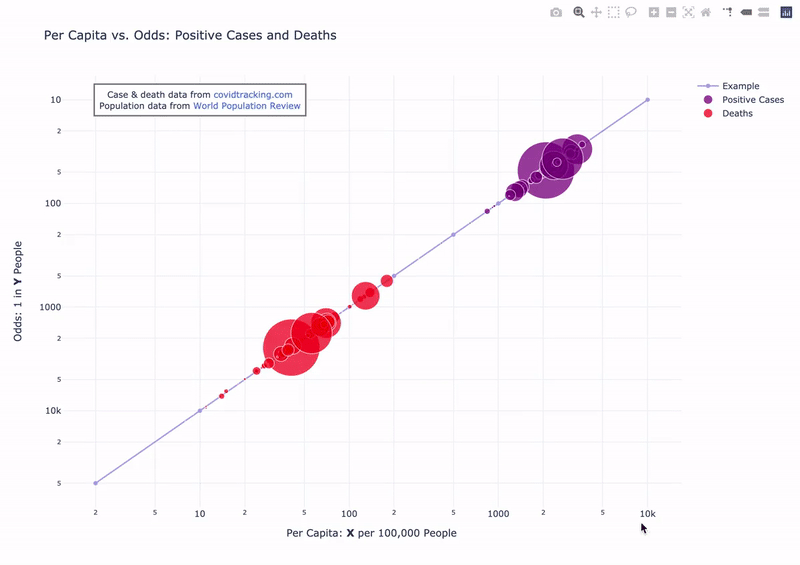 Per Capita vs. Odds: Positive Cases and Deaths
Case & death data from covidtracking.com
Population data from World Population Review
Example
Positive Cases
Deaths
10
2
5
100
2
5
1000
2
5
10k
2
5
Odds: 1 in Y People
2
5
10
2
5
100
2
5
1000
2
5
10k
Per Capita: X per 100,000 People